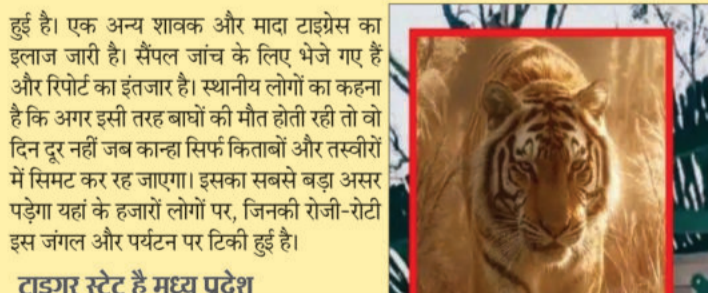 हुई है। एक अन्य शावक और मादा टाइग्रेस का
इलाज जारी है। सैंपल जांच के लिए भेजे गए हैं
और रिपोर्ट का इंतजार है। स्थानीय लोगों का कहना
है कि अगर इसी तरह बाघों की मौत होती रही तो वो
दिन दूर नहीं जब कान्हा सिर्फ किताबों और तस्वीरों
में सिमट कर रह जाएगा। इसका सबसे बड़ा असर
पड़ेगा यहां के हजारों लोगों पर, जिनकी रोजी-रोटी
इस जंगल और पर्यटन पर टिकी हुई है।
टाइगर स्टेट है मध्य प्रदेश